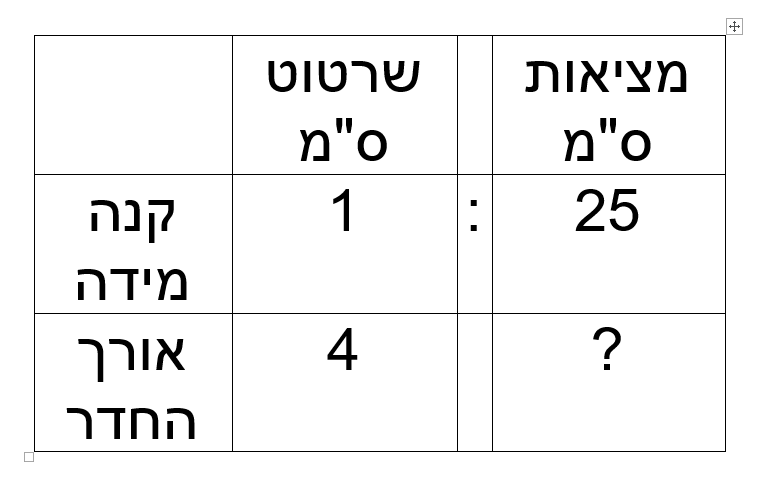 שרטוט מציאות
ס"מ ס"מ
קנה 1 : 25
מידה
אורך 4 ?
החדר